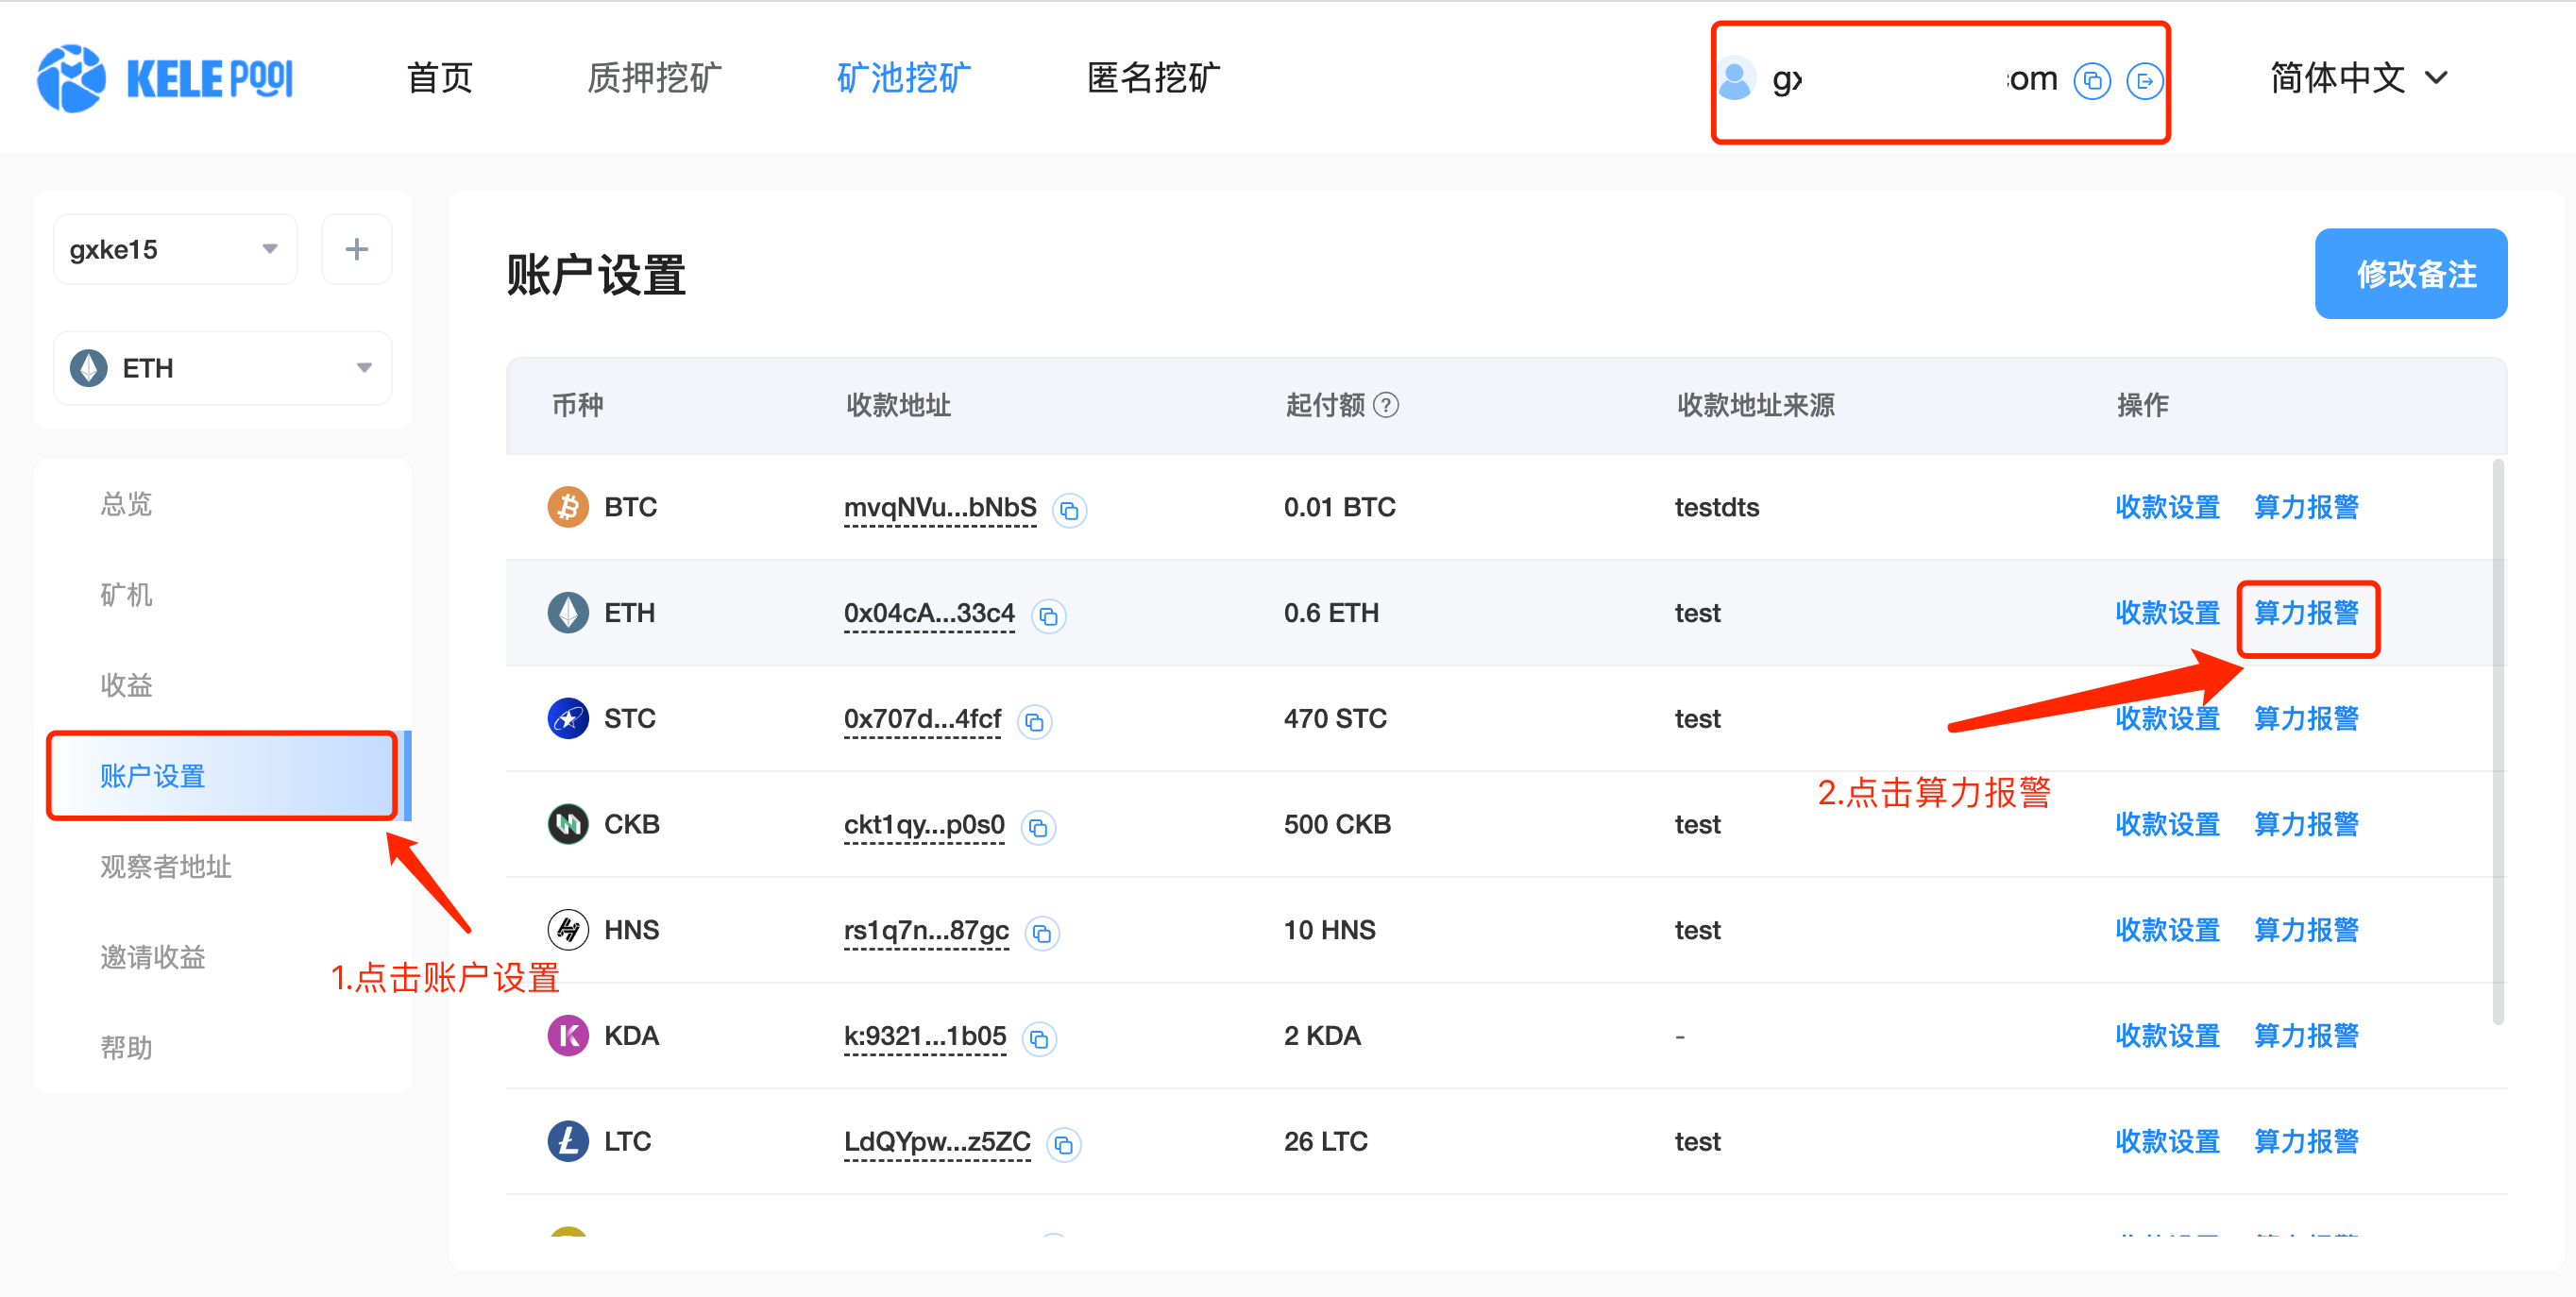 KELE POOL
首页 质押挖矿 矿池挖矿 匿名挖矿
gx
om
简体中文
gxke15
ETH
总览
矿机
收益
账户设置
观察者地址
邀请收益
帮助
1.点击账户设置
账户设置
修改备注
币种 收款地址 起付额 ? 收款地址来源 操作
BTC mvqNVu...bNbS 0.01 BTC testdts 收款设置 算力报警
ETH 0x04cA...33c4 0.6 ETH test 收款设置 算力报警
STC 0x707d...4fcf 470 STC test 收款设置 算力报警
2.点击算力报警
CKB ckt1qy...p0s0 500 CKB test 收款设置 算力报警
HNS rs1q7n...87gc 10 HNS test 收款设置 算力报警
KDA k:9321...1b05 2 KDA - 收款设置 算力报警
LTC LdQYpw...z5ZC 26 LTC test 收款设置 算力报警